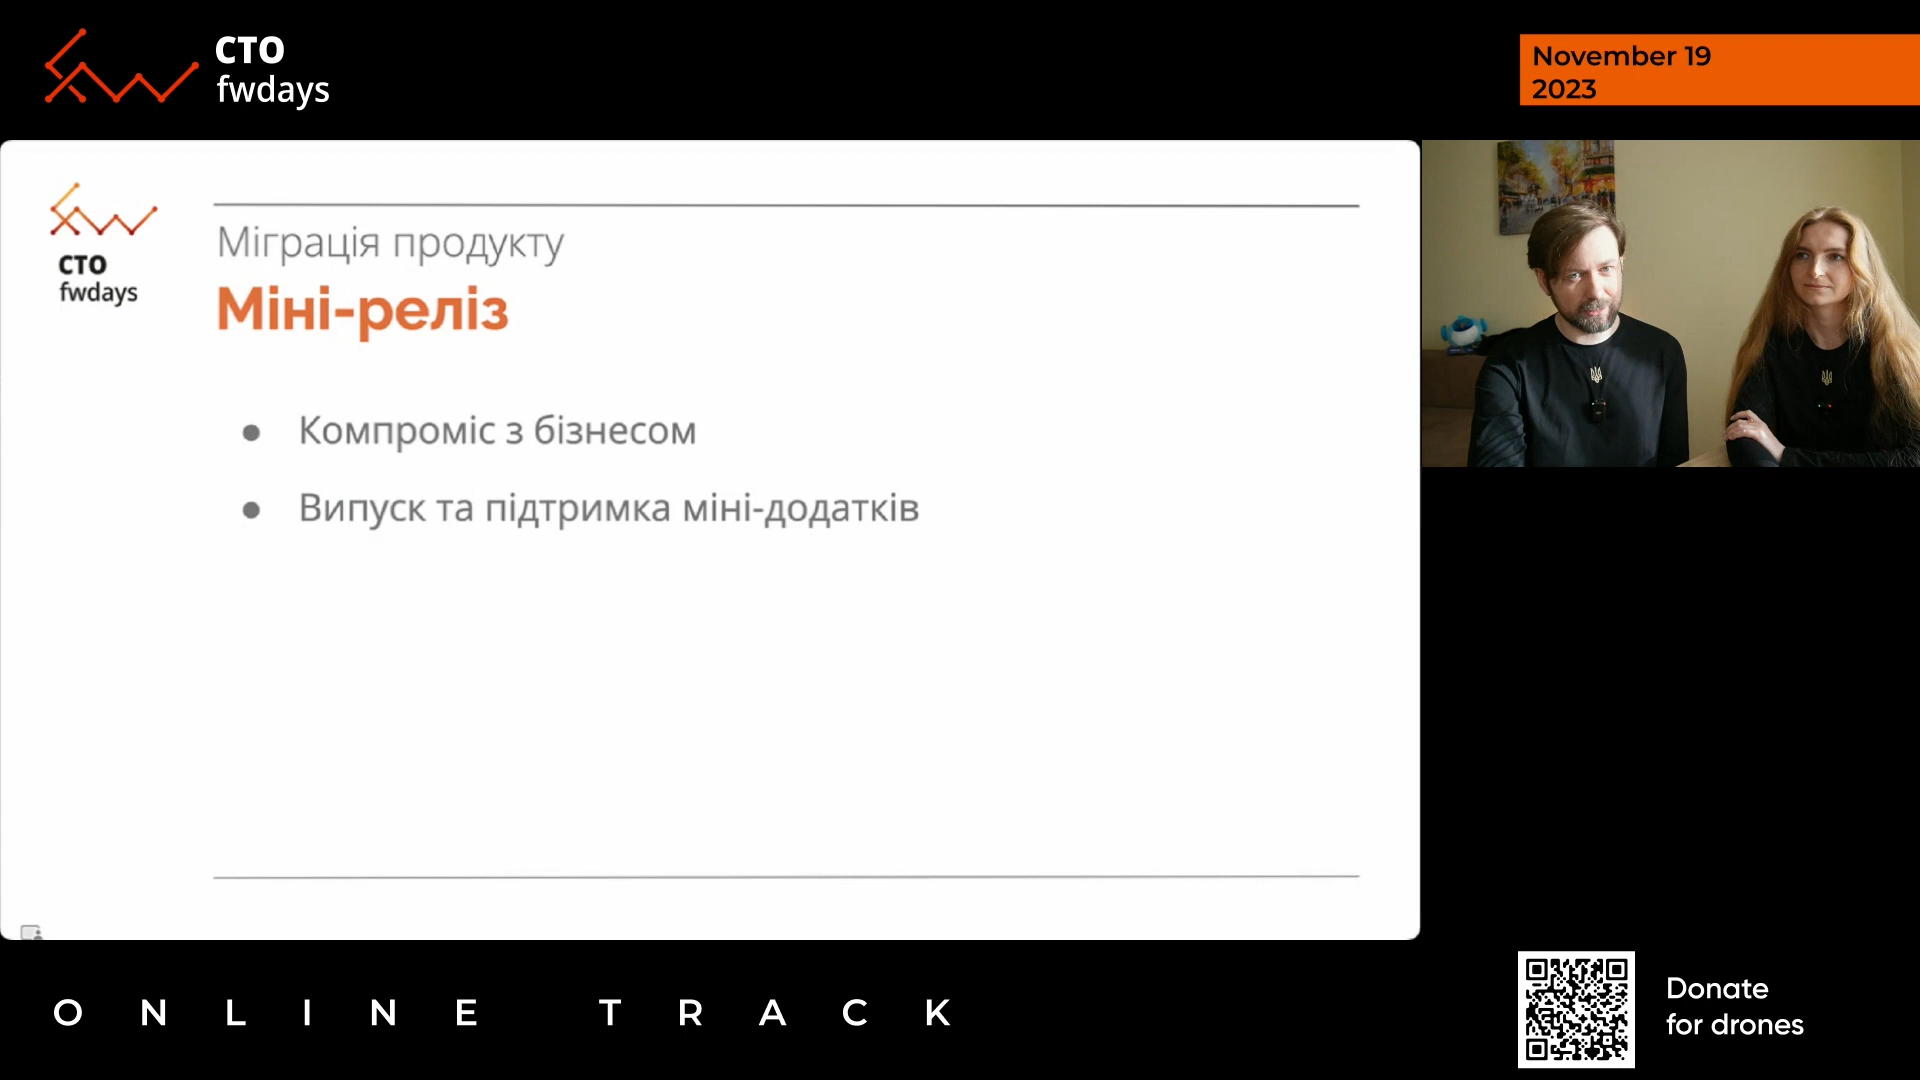 CTO
fwdays
November 19
2023
CTO
fwdays
Міграція продукту
Міні-реліз
● Компроміс з бізнесом
● Випуск та підтримка міні-додатків
ONLINE TRACK
Donate
for drones